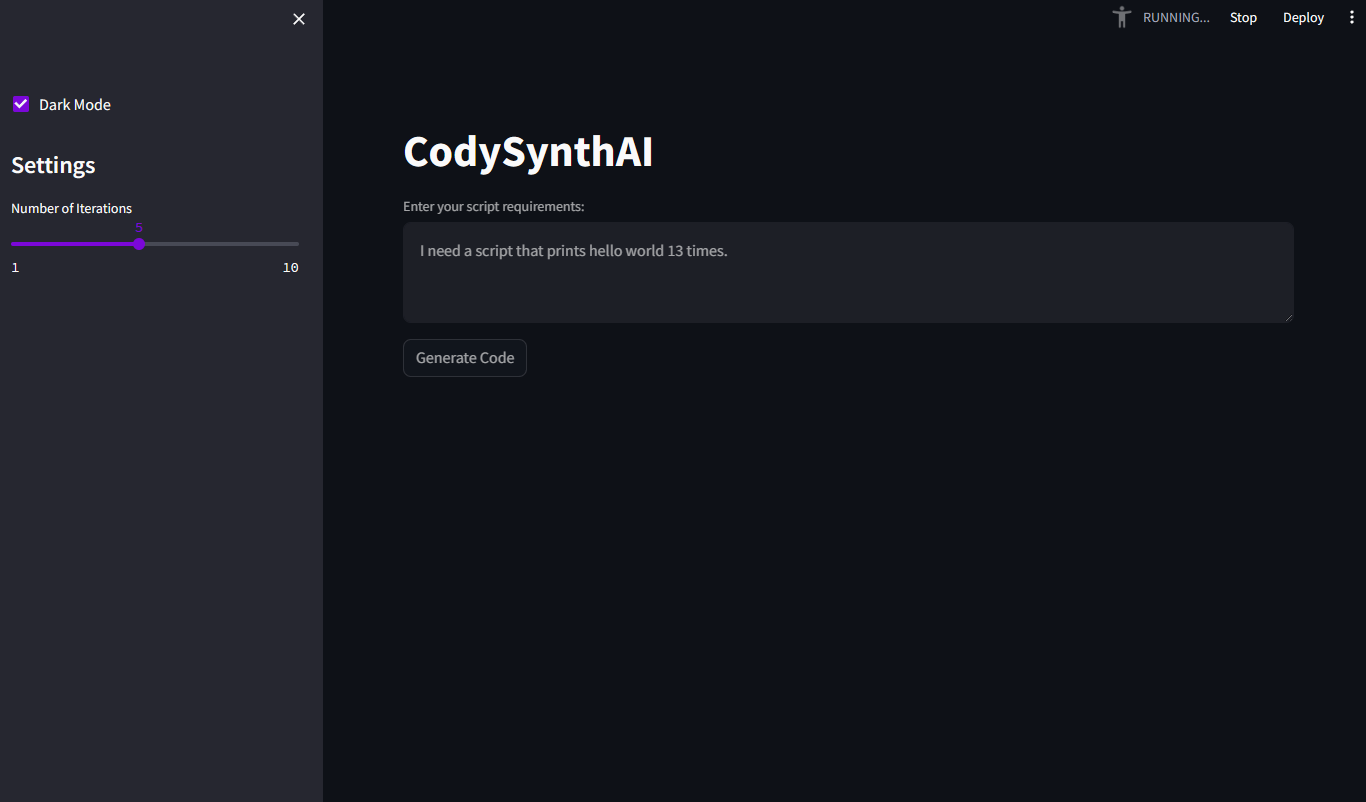 RUNNING...
Stop
Deploy
Dark Mode
Settings
Number of Iterations
5
1
10
CodySynthAI
Enter your script requirements:
I need a script that prints hello world 13 times.
Generate Code